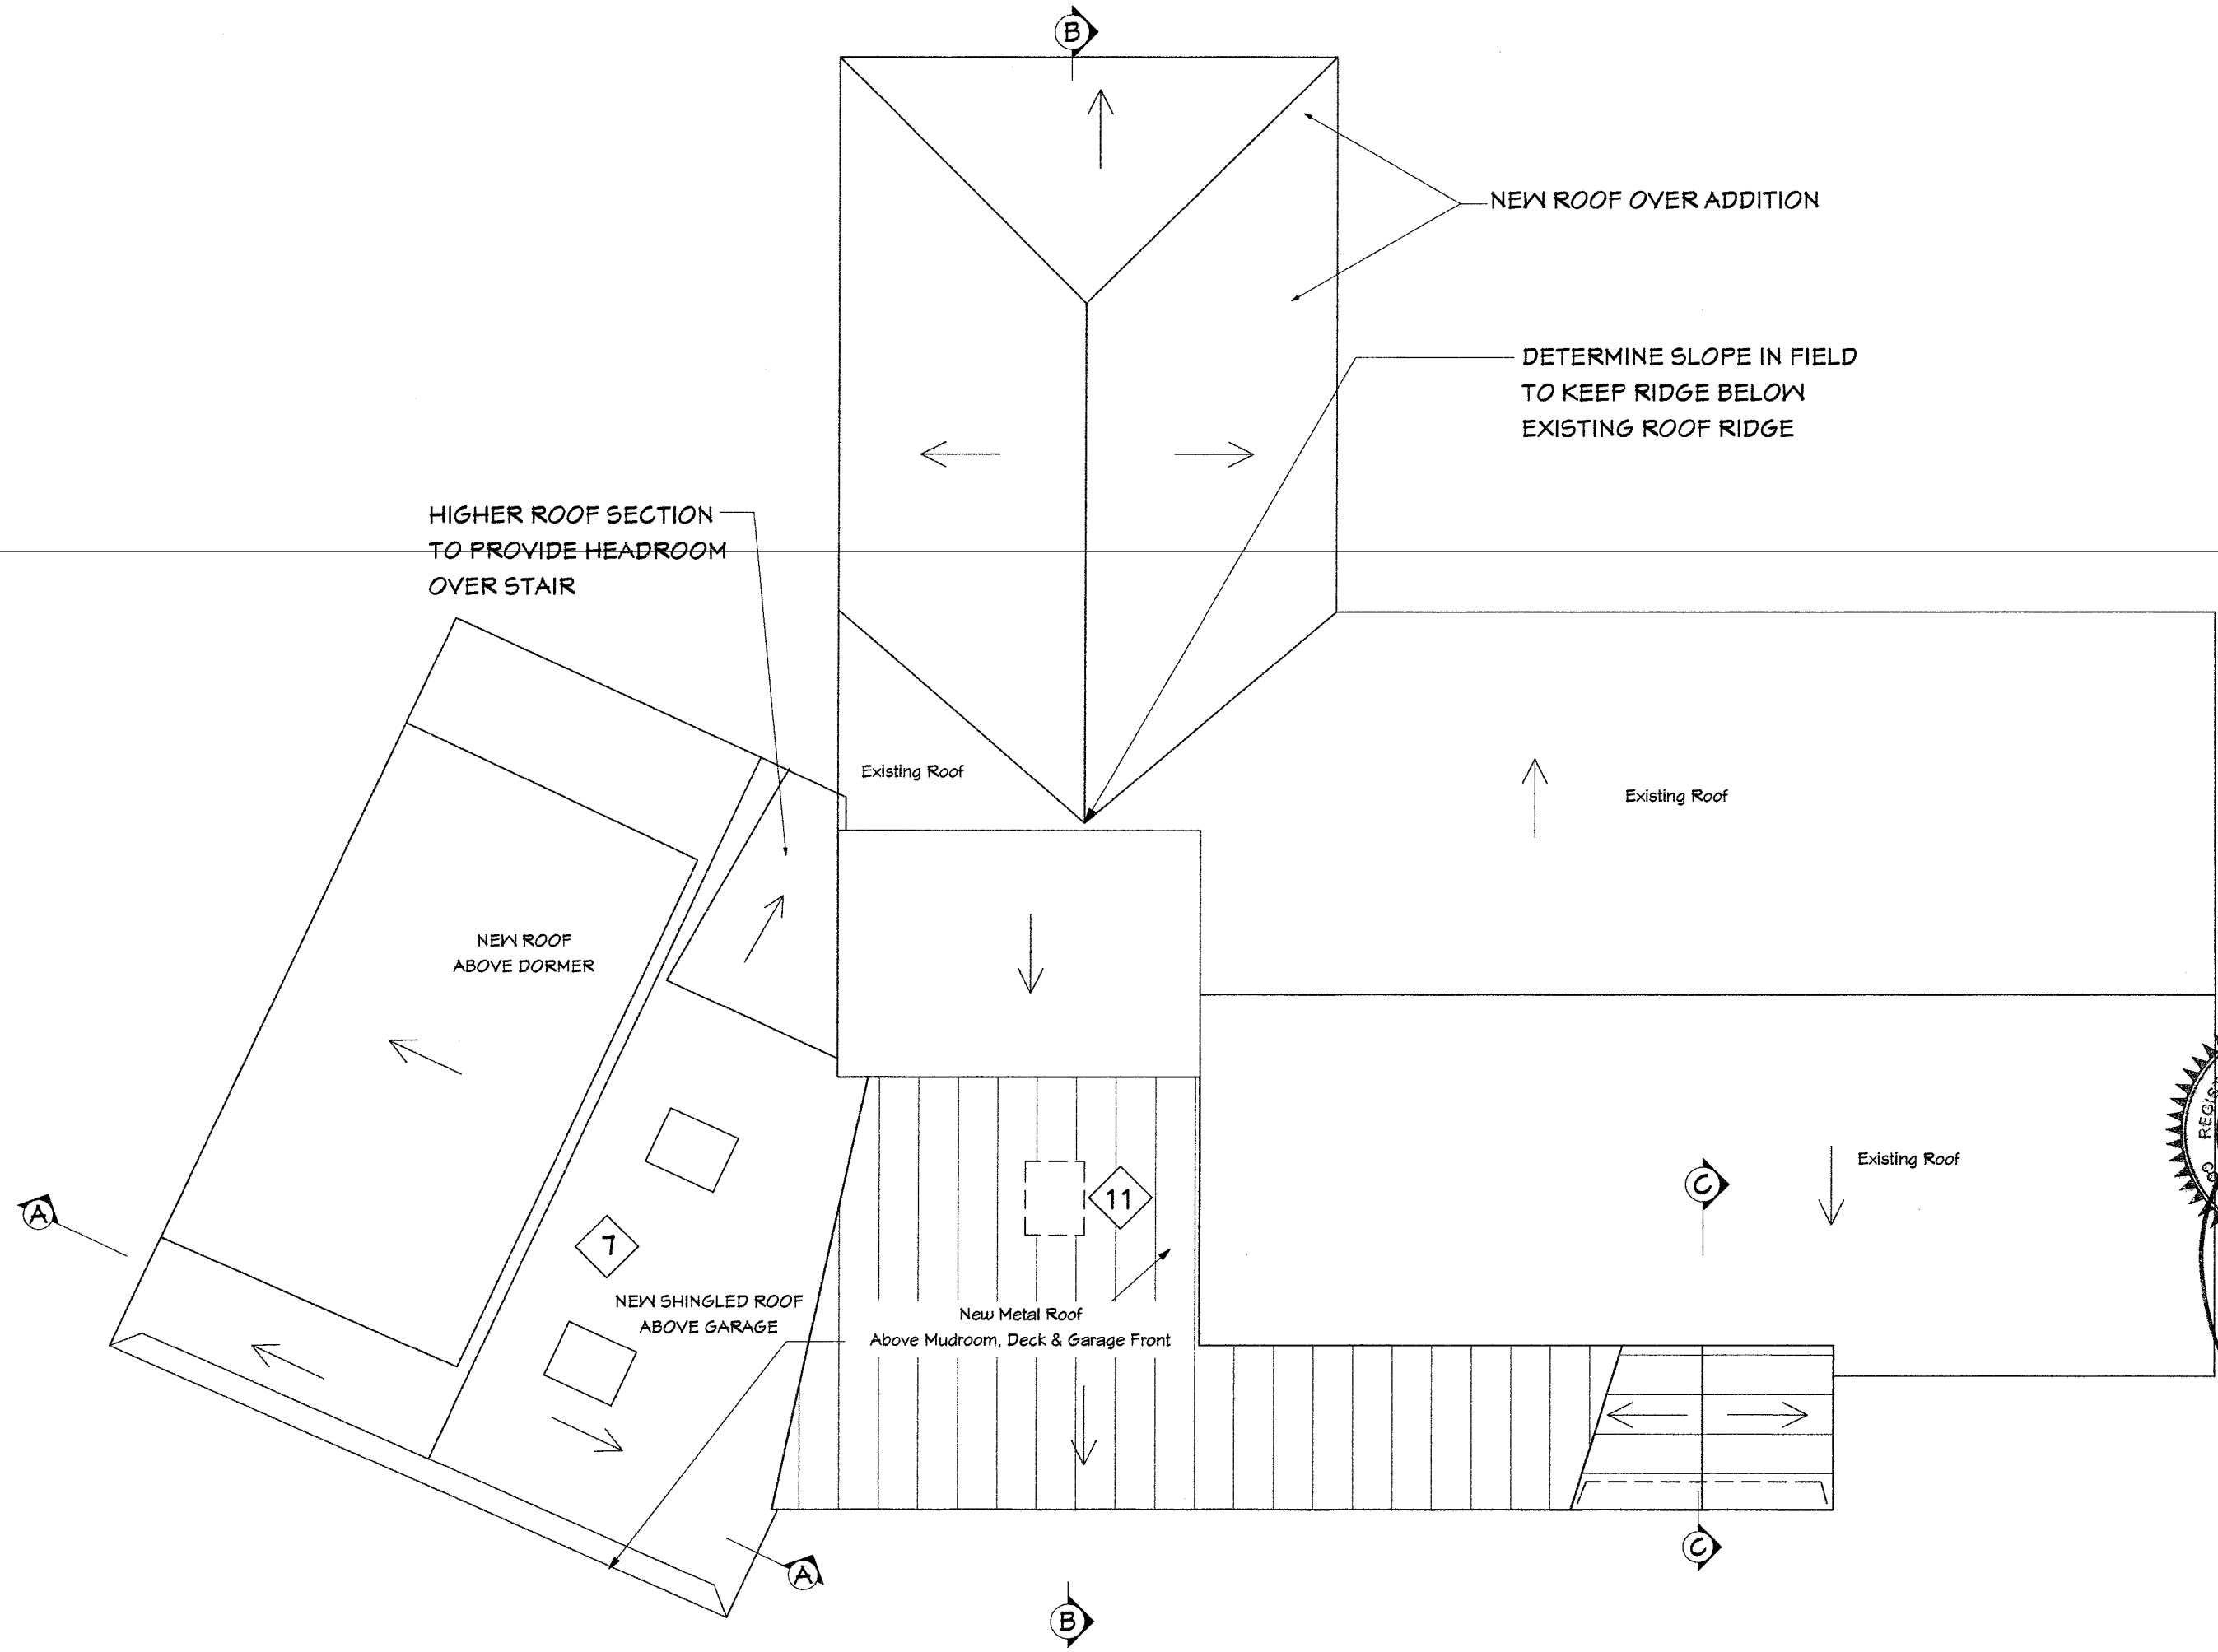 B
NEW ROOF OVER ADDITION
DETERMINE SLOPE IN FIELD
TO KEEP RIDGE BELOW
EXISTING ROOF RIDGE
HIGHER ROOF SECTION
TO PROVIDE HEADROOM
OVER STAIR
Existing Roof
Existing Roof
NEW ROOF
ABOVE DORMER
Existing Roof
C
11
A
7
NEW SHINGLED ROOF
ABOVE GARAGE
New Metal Roof
Above Mudroom, Deck & Garage Front
C
A
B